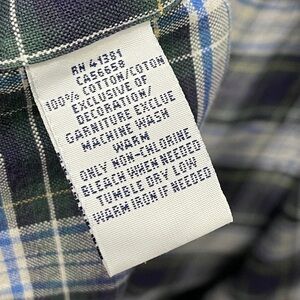 RN 41381
CA56658
100% COTTON/COTON
EXCLUSIVE OF
DECORATION/
GARNITURE EXCLUE
MACHINE WASH
WARM
ONLY NON-CHLORINE
BLEACH WHEN NEEDED
TUMBLE DRY LOW
WARM IRON IF NEEDED